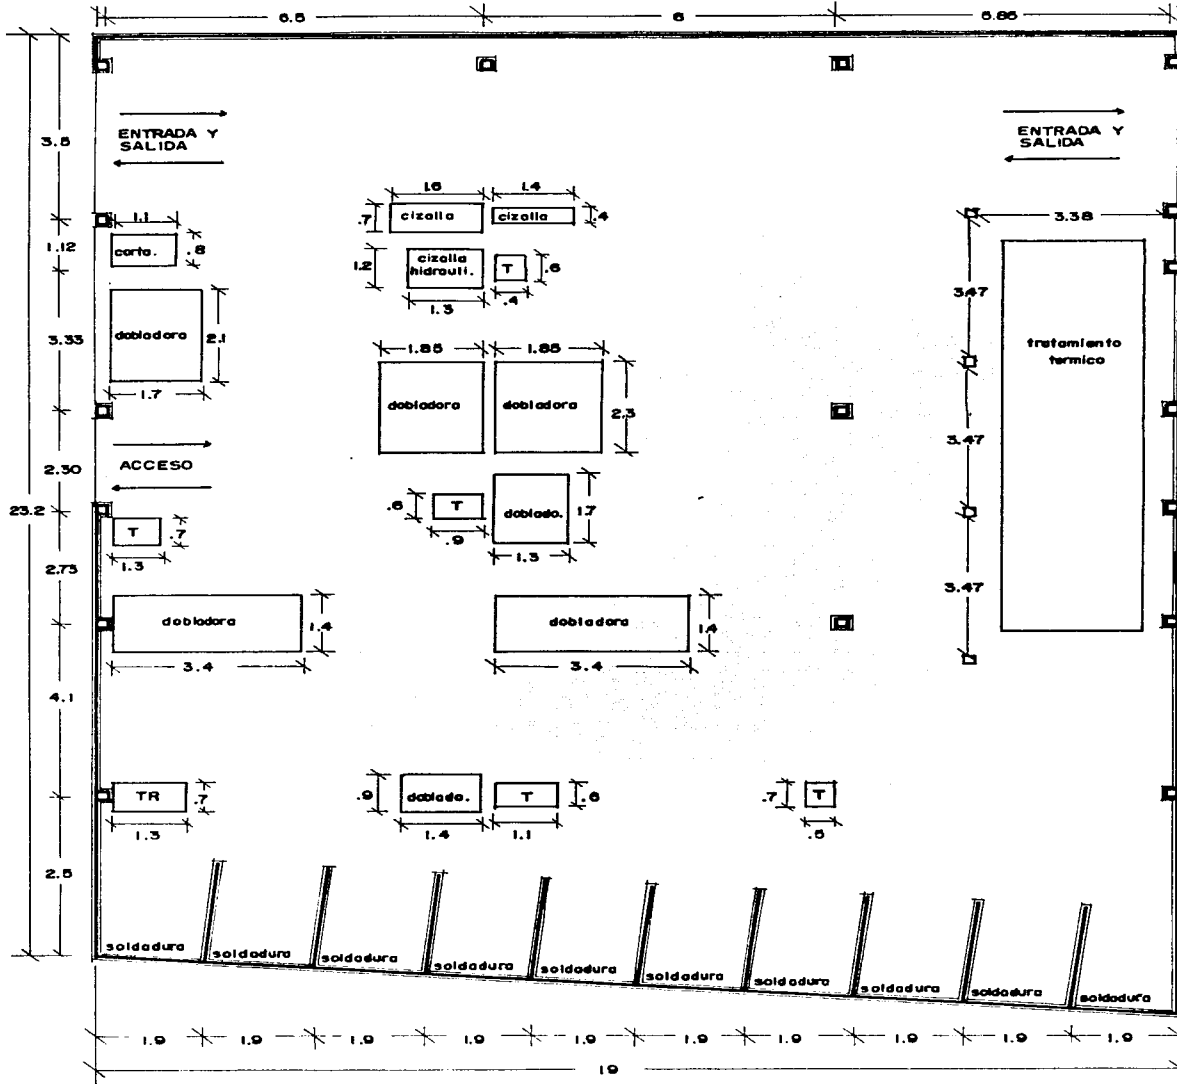 6.5
6
5.85
3.5
1.12
3.33
2.30
23.2
2.73
4.1
2.5
ENTRADA Y
SALIDA
ENTRADA Y
SALIDA
1.1
corta.
.8
dobladora
2.1
1.7
1.6
1.4
.7
cizalla
cizalla
.4
1.2
cizalla
hidrauli.
T
.6
1.3
.4
3.38
3.47
3.47
3.47
tratamiento
termico
1.85
1.85
dobladora
dobladora
2.3
ACCESO
.6
T
.9
doblado.
1.7
1.3
T
.7
1.3
dobladora
1.4
3.4
dobladora
1.4
3.4
TR
.7
1.3
.9
doblado.
1.4
T
.6
1.1
.7
T
.5
soldadura
soldadura
soldadura
soldadura
soldadura
soldadura
soldadura
soldadura
soldadura
soldadura
1.9
1.9
1.9
1.9
1.9
1.9
1.9
1.9
1.9
1.9
19